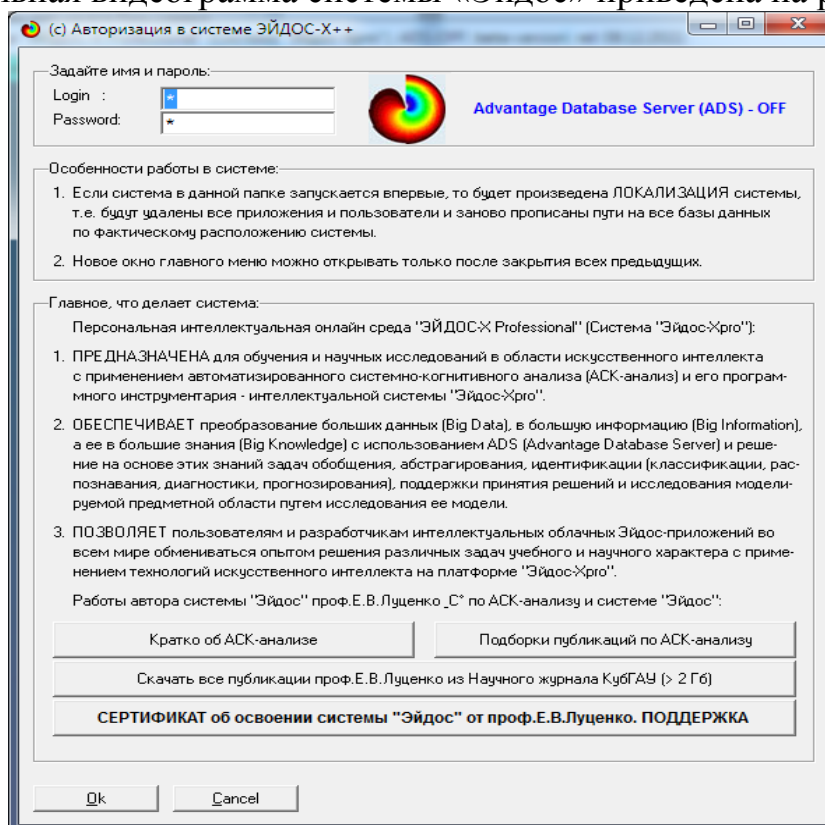 льная видеограмма системы «Эйдос» приведена на р
(с) Авторизация в системе ЭЙДОС-X++
Задайте имя и пароль:
Login :
*
Password:
*
Advantage Database Server (ADS) - OFF
Особенности работы в системе:
1. Если система в данной папке запускается впервые, то будет произведена ЛОКАЛИЗАЦИЯ системы,
т.е. будут удалены все приложения и пользователи и заново прописаны пути на все базы данных
по фактическому расположению системы.
2. Новое окно главного меню можно открывать только после закрытия всех предыдущих.
Главное, что делает система:
Персональная интеллектуальная онлайн среда "ЭЙДОС-X Professional" (Система "Эйдос-Xpro"):
1. ПРЕДНАЗНАЧЕНА для обучения и научных исследований в области искусственного интеллекта
с применением автоматизированного системно-когнитивного анализа (АСК-анализ) и его програм-
много инструментария - интеллектуальной системы "Эйдос-Xpro".
2. ОБЕСПЕЧИВАЕТ преобразование больших данных (Big Data), в большую информацию (Big Information),
а ее в большие знания (Big Knowledge) с использованием ADS (Advantage Database Server) и реше-
ние на основе этих знаний задач обобщения, абстрагирования, идентификации (классификации, рас-
познавания, диагностики, прогнозирования), поддержки принятия решений и исследования модели-
руемой предметной области путем исследования ее модели.
3. ПОЗВОЛЯЕТ пользователям и разработчикам интеллектуальных облачных Эйдос-приложений во
всем мире обмениваться опытом решения различных задач учебного и научного характера с приме-
нением технологий искусственного интеллекта на платформе "Эйдос-Xpro".
Работы автора системы "Эйдос" проф.Е.В.Луценко _С° по АСК-анализу и системе "Эйдос":
Кратко об АСК-анализе
Подборки публикаций по АСК-анализу
Скачать все публикации проф.Е.В.Луценко из Научного журнала КубГАУ (> 2 Гб)
СЕРТИФИКАТ об освоении системы "Эйдос" от проф.Е.В.Луценко. ПОДДЕРЖКА
Ok
Cancel